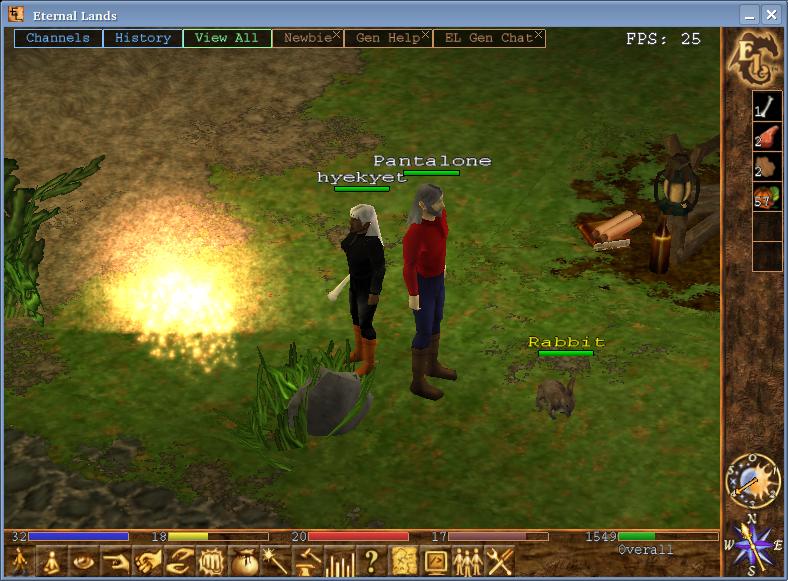 Eternal Lands
Channels
History
View All
Newbie
Gen Help
EL Gen Chat
FPS: 25
Pantalone
hyekyet
Rabbit
1
2
2
57
32
18
20
17
1549
Overall
N
W E
S